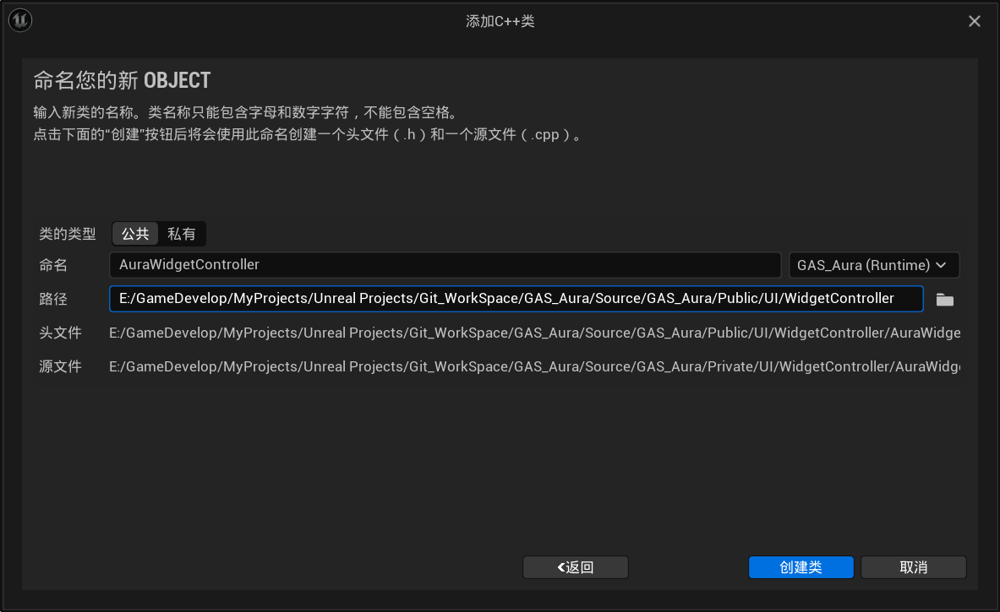 添加C++类
命名您的新 OBJECT
输入新类的名称。类名称只能包含字母和数字字符，不能包含空格。
点击下面的“创建”按钮后将会使用此命名创建一个头文件（.h）和一个源文件（.cpp）。
类的类型 公共 私有
命名 AuraWidgetController GAS_Aura (Runtime)
路径 E:/GameDevelop/MyProjects/Unreal Projects/Git_WorkSpace/GAS_Aura/Source/GAS_Aura/Public/UI/WidgetController
头文件 E:/GameDevelop/MyProjects/Unreal Projects/Git_WorkSpace/GAS_Aura/Source/GAS_Aura/Public/UI/WidgetController/AuraWidge
源文件 E:/GameDevelop/MyProjects/Unreal Projects/Git_WorkSpace/GAS_Aura/Source/GAS_Aura/Private/UI/WidgetController/AuraWidg
返回 创建类 取消